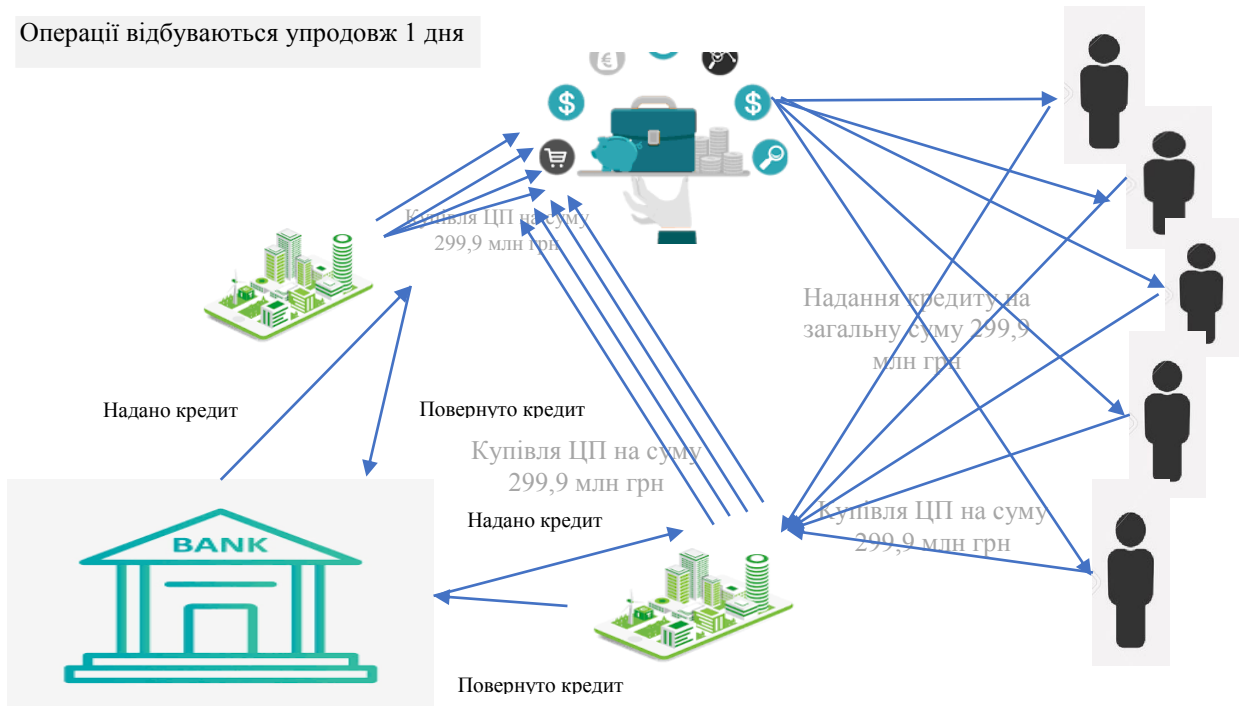 Операції відбуваються упродовж 1 дня
Купівля ЦП на суму
299,9 млн грн
Надання кредиту на
загальну суму 299,9
млн грн
Надано кредит
Повернуто кредит
Купівля ЦП на суму
299,9 млн грн
Надано кредит
Купівля ЦП на суму
299,9 млн грн
BANK
Повернуто кредит